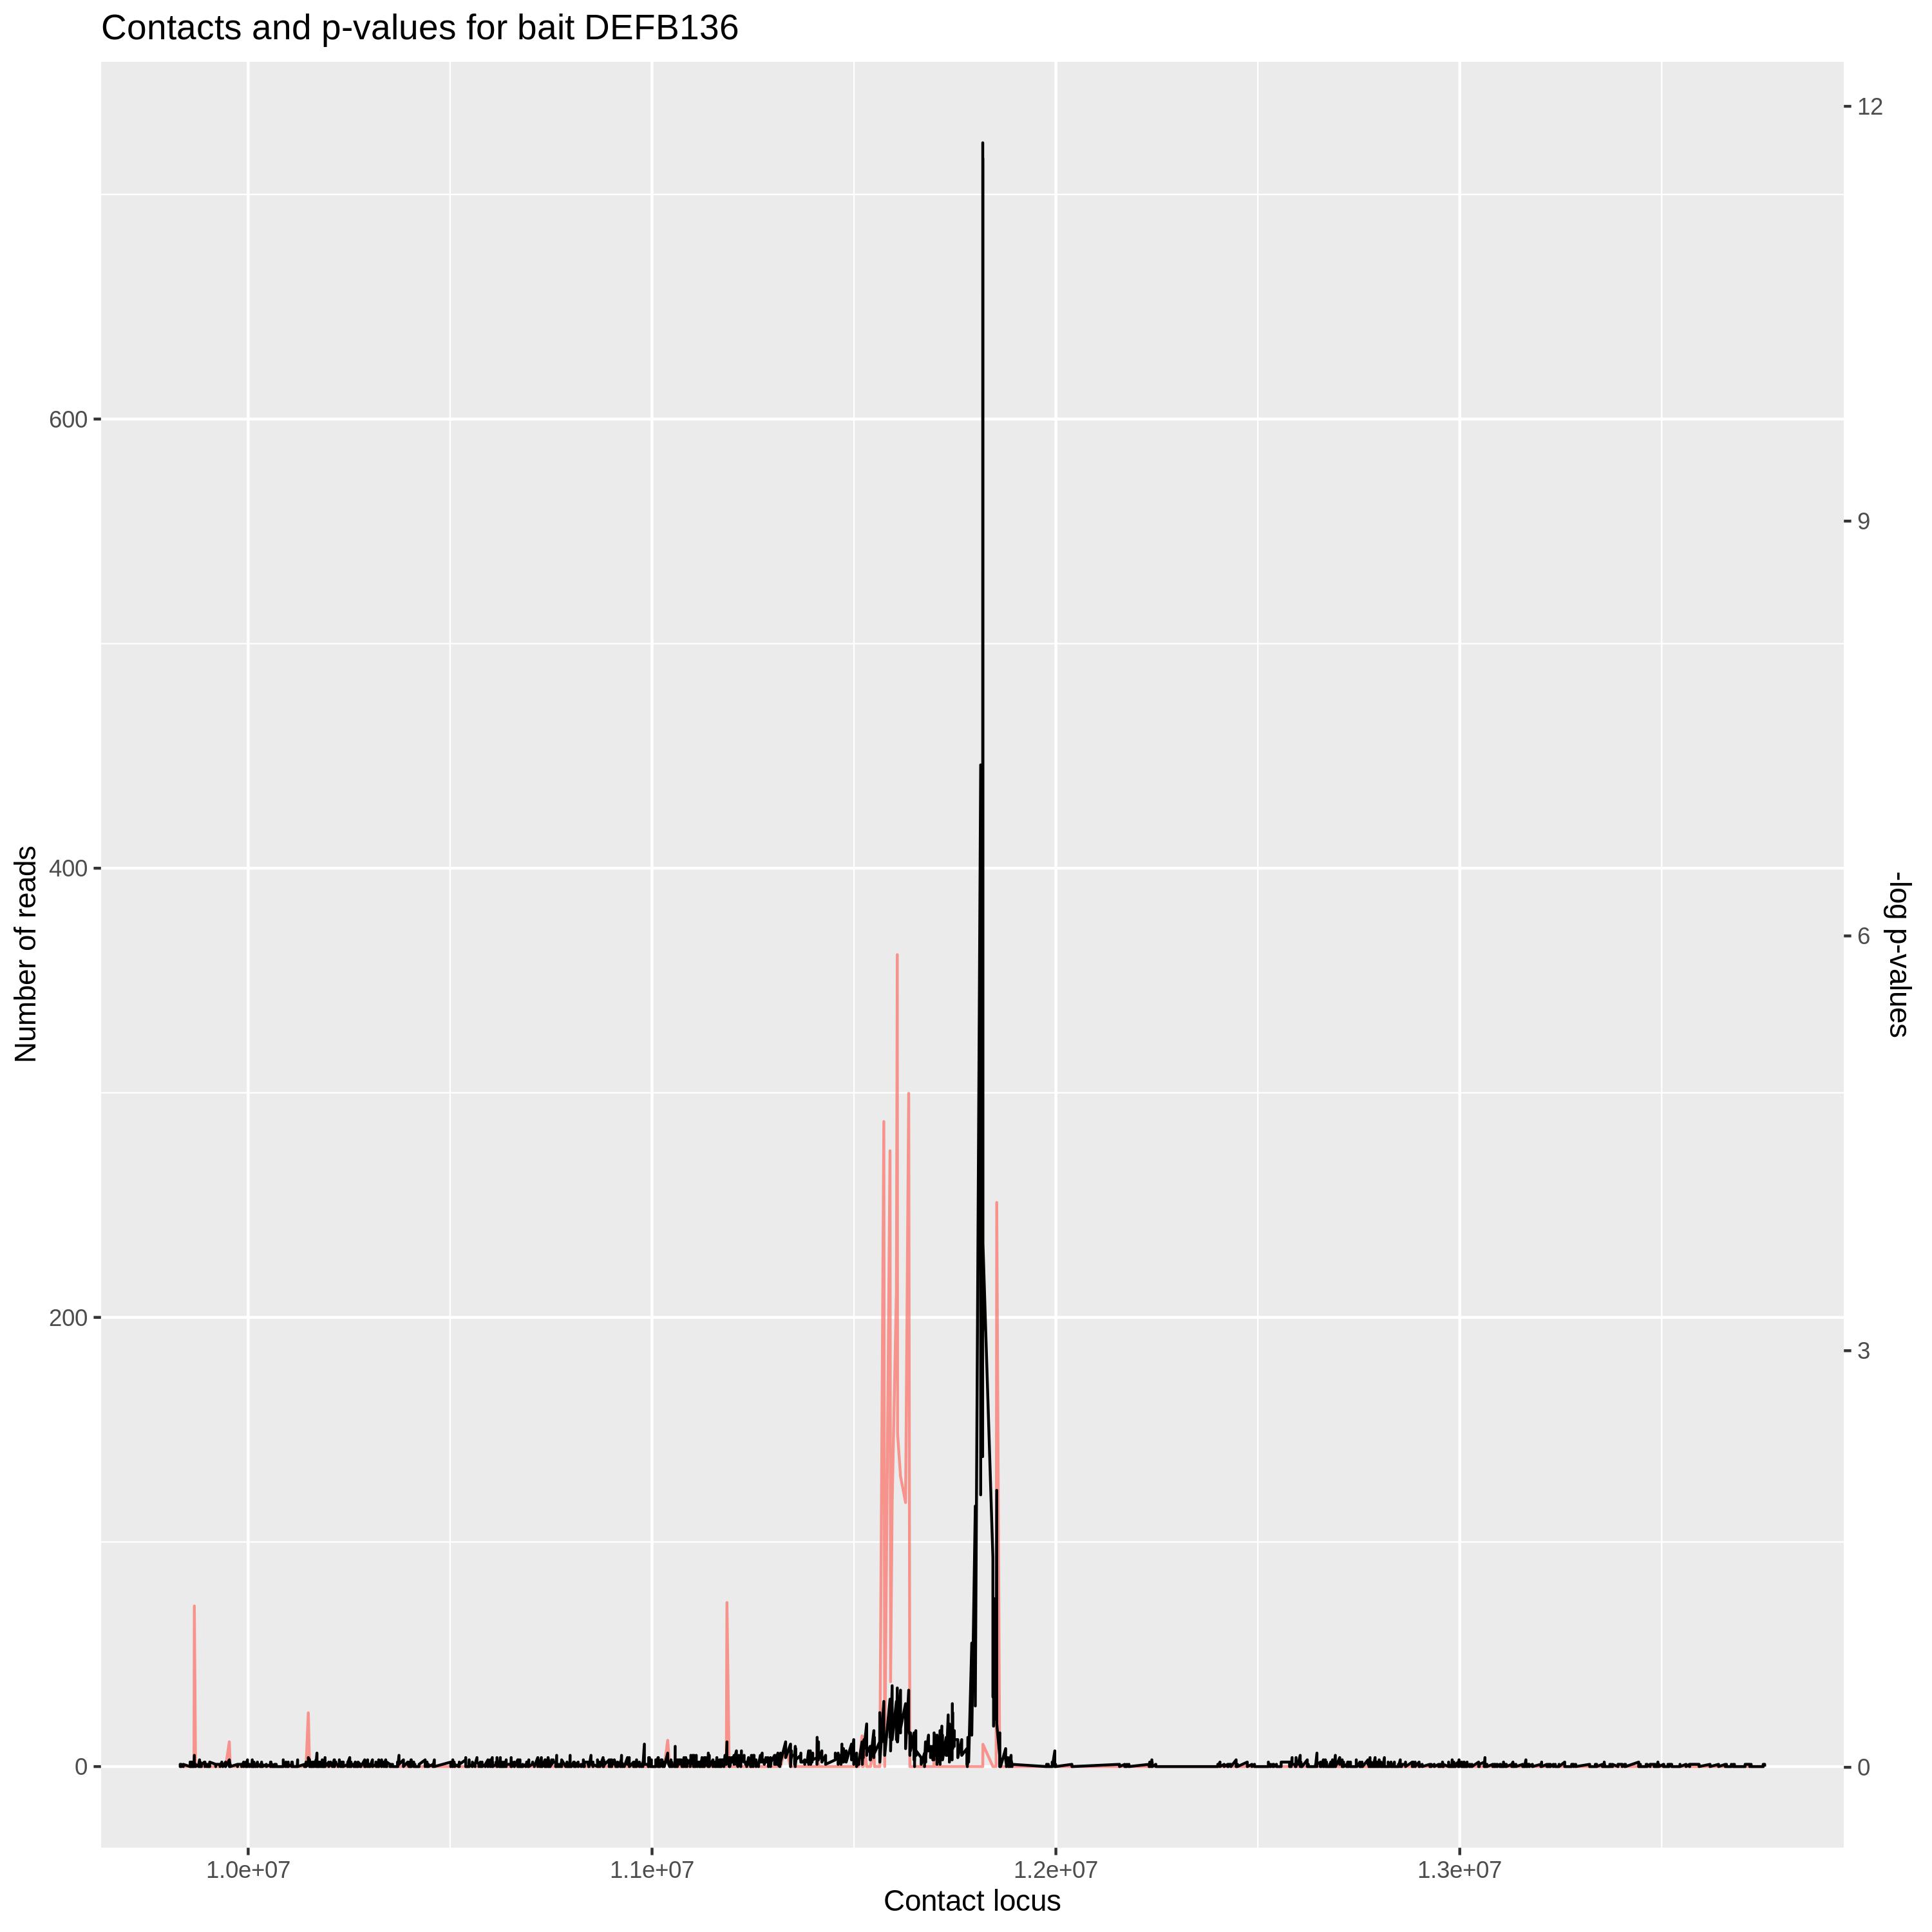 Contacts and p-values for bait DEFB136
12
9
6
3
0
600
400
200
0
Number of reads
-log p-values
1.0e+07
1.1e+07
1.2e+07
1.3e+07
Contact locus